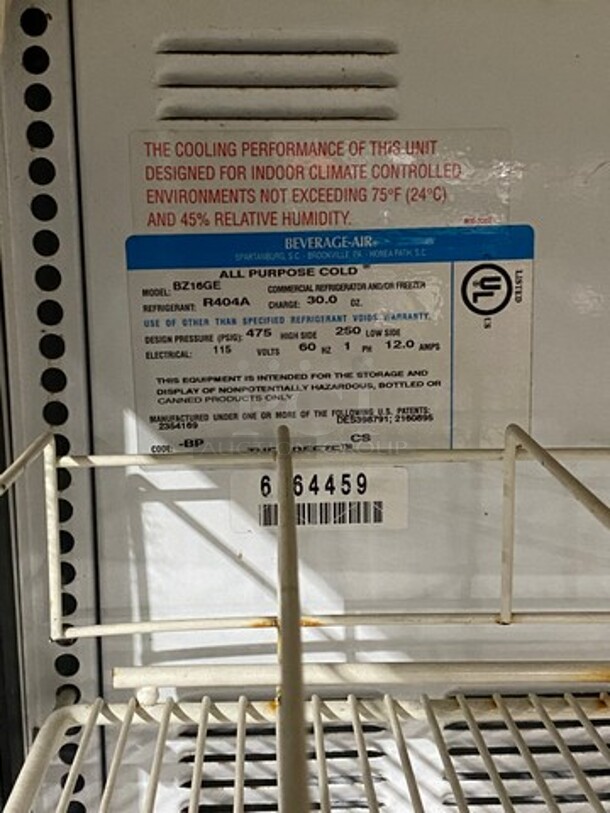 THE COOLING PERFORMANCE OF THIS UNIT
DESIGNED FOR INDOOR CLIMATE CONTROLLED
ENVIRONMENTS NOT EXCEEDING 75°F (24°C)
AND 45% RELATIVE HUMIDITY.
BEVERAGE-AIR®
SPARTANBURG, S.C. - BROOKVILLE, PA. - HONEA PATH, S.C.
ALL PURPOSE COLD
MODEL: BZ16GE COMMERCIAL REFRIGERATOR AND/OR FREEZER
REFRIGERANT: R404A CHARGE: 30.0 OZ.
USE OF OTHER THAN SPECIFIED REFRIGERANT VOIDS WARRANTY.
DESIGN PRESSURE (PSIG): 475 HIGH SIDE 250 LOW SIDE
ELECTRICAL: 115 VOLTS 60 HZ 1 PH 12.0 AMPS
THIS EQUIPMENT IS INTENDED FOR THE STORAGE AND
DISPLAY OF NONPOTENTIALLY HAZARDOUS, BOTTLED OR
CANNED PRODUCTS ONLY
MANUFACTURED UNDER ONE OR MORE OF THE FOLLOWING U.S. PATENTS:
2354169 DES398791; 2160695
CODE: -BP CS
UL
US
LISTED
6 64459